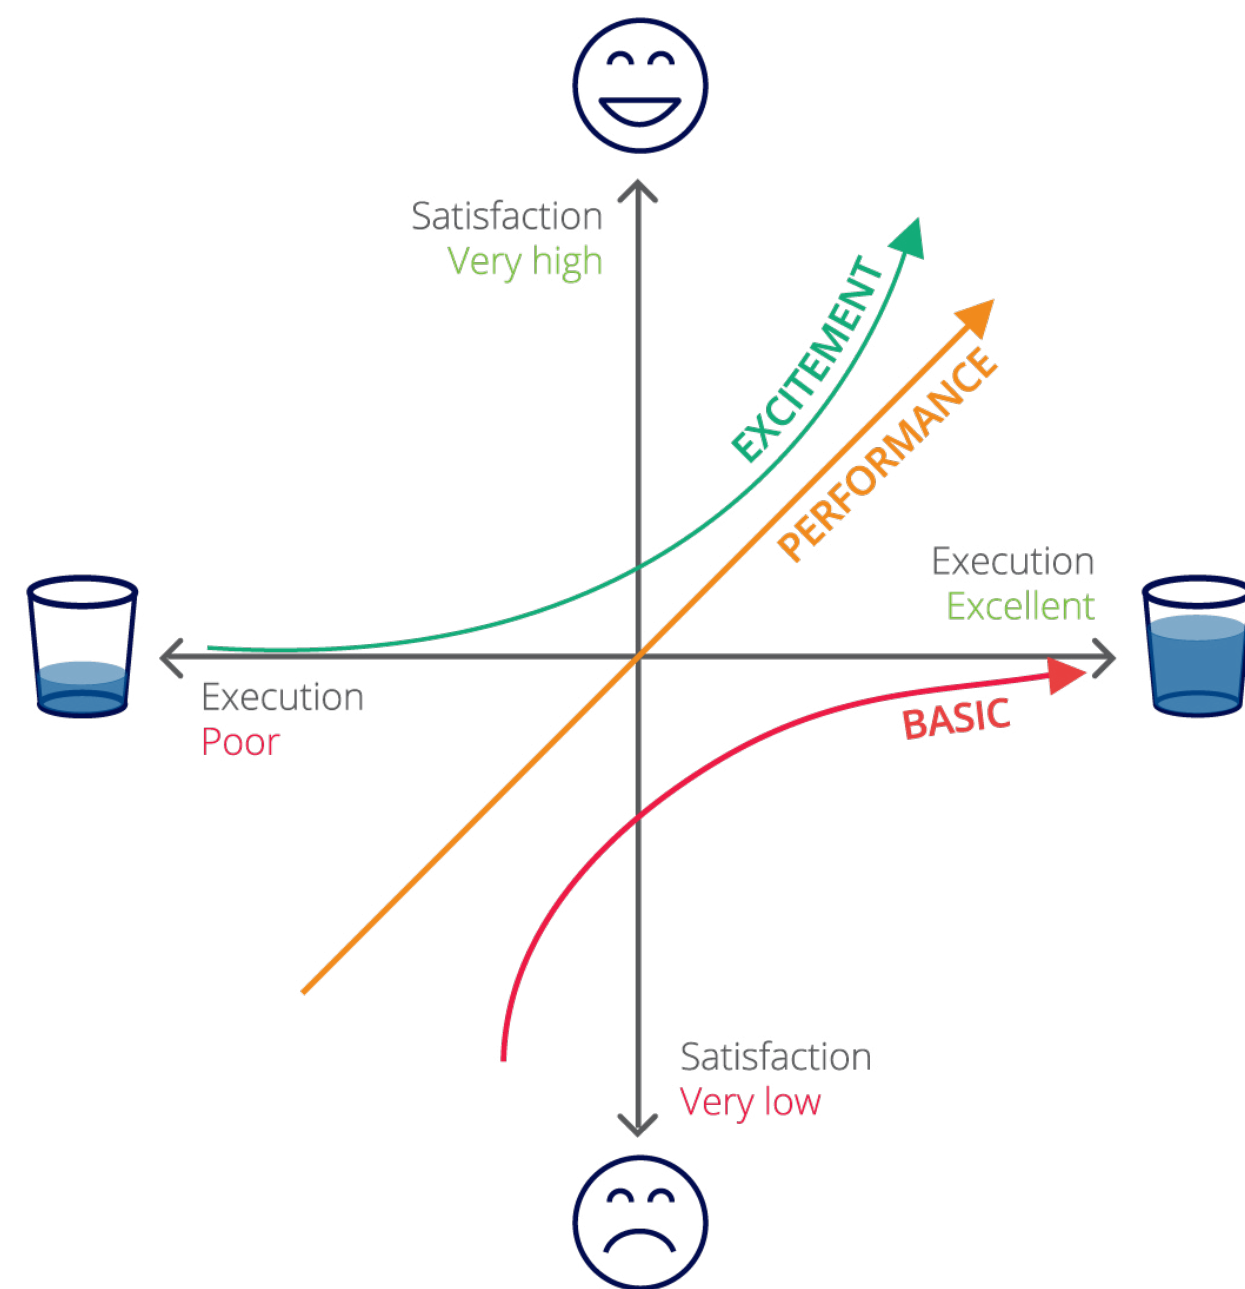 Satisfaction
Very high
EXCITEMENT
PERFORMANCE
Execution
Excellent
Execution
Poor
BASIC
Satisfaction
Very low